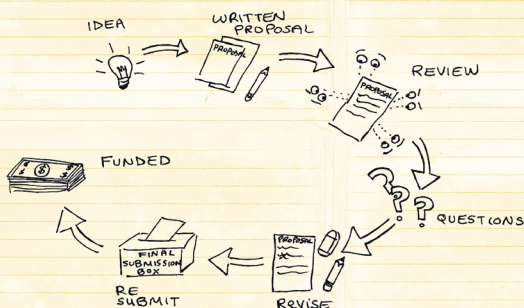 IDEA
WRITTEN
PROPOSAL
PROPOSAL
REVIEW
PROPOSAL
QUESTIONS
REVISE
PROPOSAL
RE
SUBMIT
FINAL
SUBMISSION
BOX
FUNDED
$